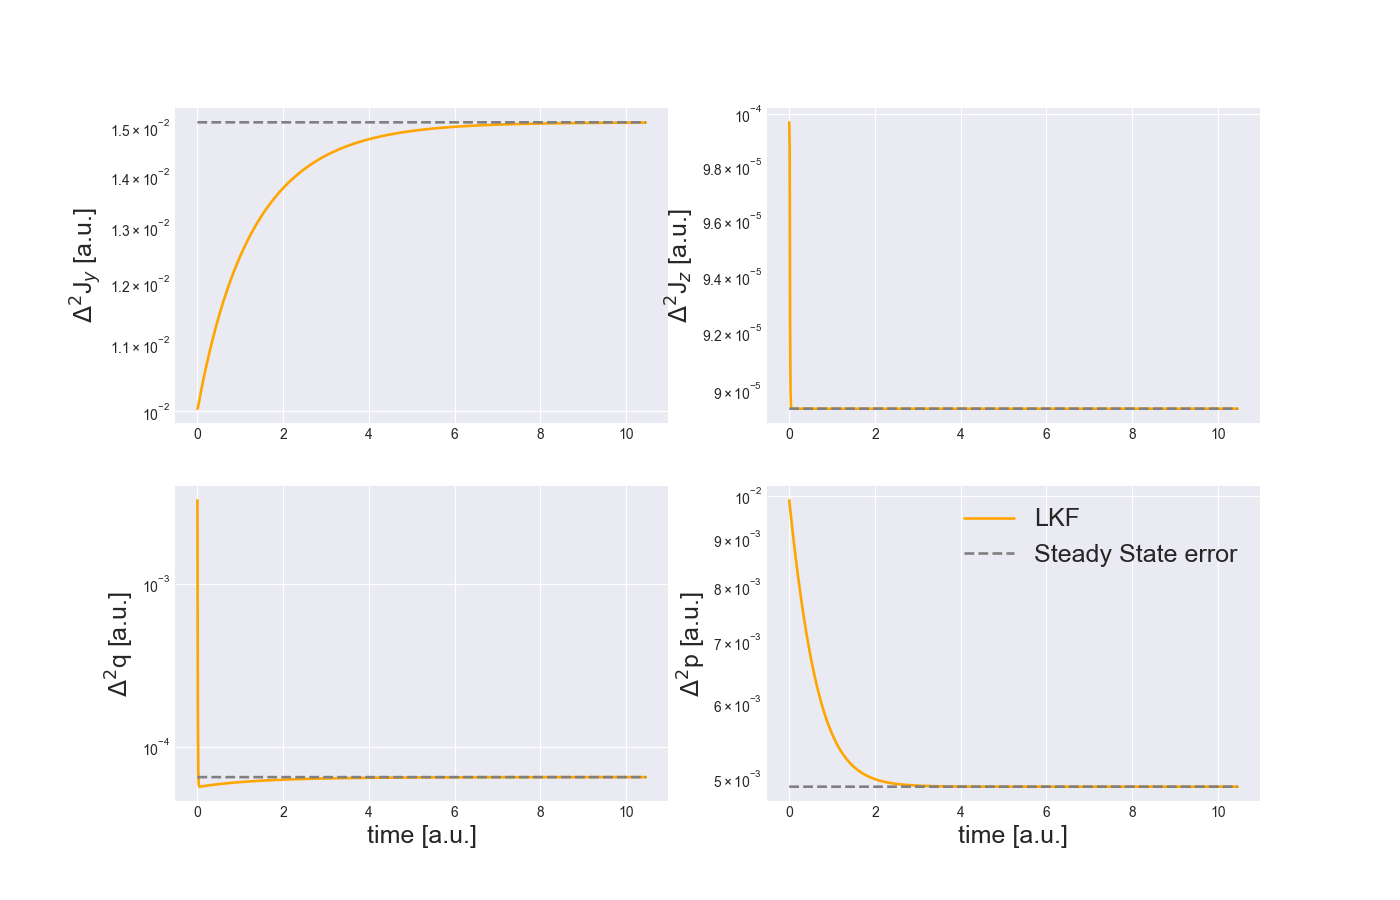 Δ²J_y [a.u.]
1.5 × 10⁻²
1.4 × 10⁻²
1.3 × 10⁻²
1.2 × 10⁻²
1.1 × 10⁻²
10⁻²
0 2 4 6 8 10
Δ²J_z [a.u.]
10⁻⁴
9.8 × 10⁻⁵
9.6 × 10⁻⁵
9.4 × 10⁻⁵
9.2 × 10⁻⁵
9 × 10⁻⁵
0 2 4 6 8 10
Δ²q [a.u.]
10⁻³
10⁻⁴
0 2 4 6 8 10
time [a.u.]
Δ²p [a.u.]
10⁻²
9 × 10⁻³
8 × 10⁻³
7 × 10⁻³
6 × 10⁻³
5 × 10⁻³
LKF
Steady State error
0 2 4 6 8 10
time [a.u.]